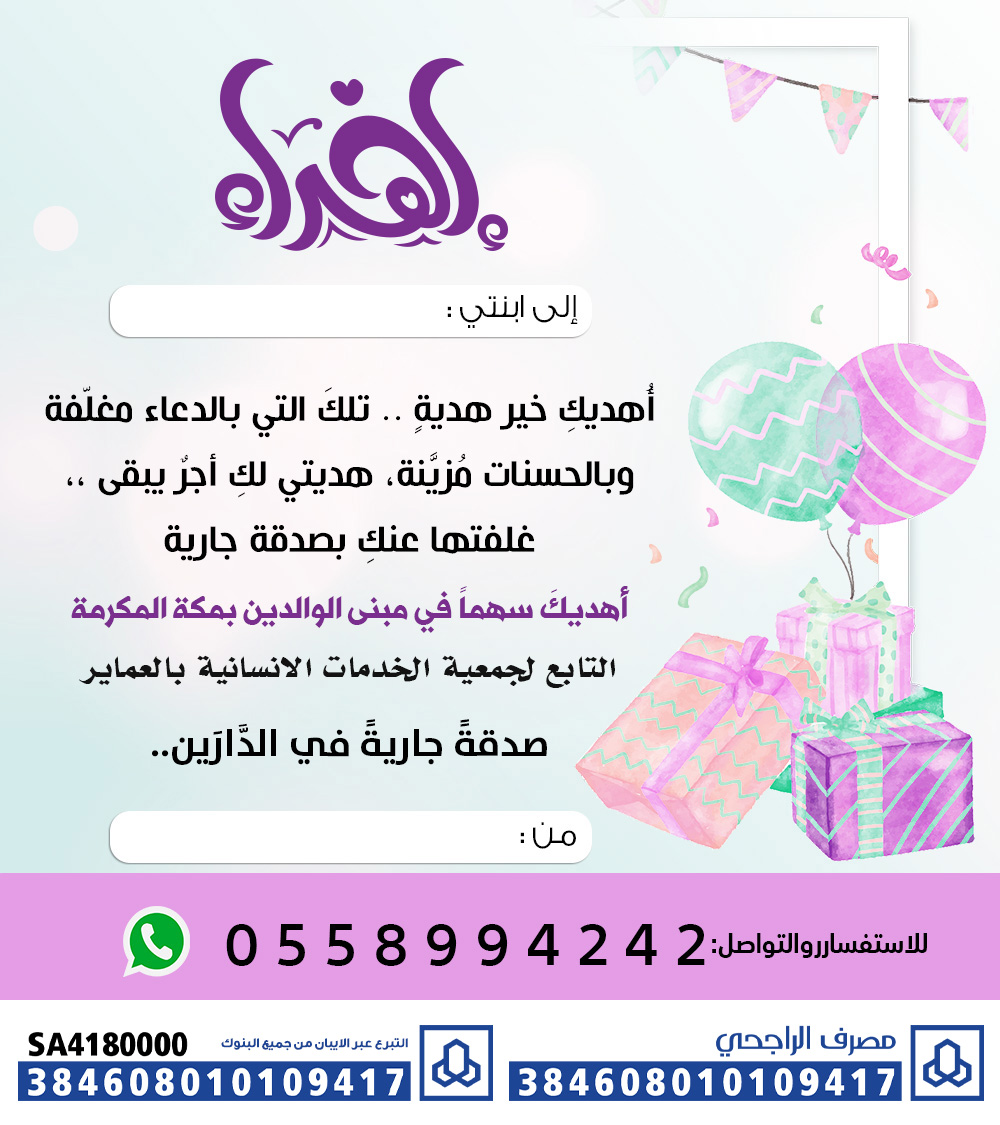 إهداء
إلى ابنتي :
أُهديكِ خير هديةٍ .. تلكَ التي بالدعاء مغلّفة
وبالحسنات مُزيَّنة، هديتي لكِ أجرٌ يبقى ،،
غلفتها عنكِ بصدقة جارية
أهديكَ سهماً في مبنى الوالدين بمكة المكرمة
التابع لجمعية الخدمات الانسانية بالعماير
صدقةً جاريةً في الدَّارَين..
من :
للاستفسارروالتواصل: 0558994242
مصرف الراجحي
384608010109417
التبرع عبر الايبان من جميع البنوك SA4180000
384608010109417